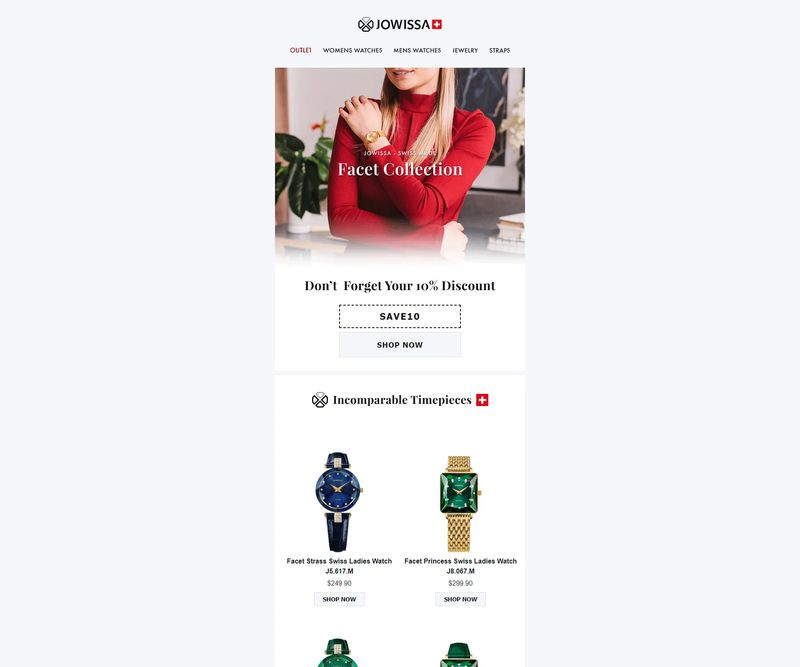 JOWISSA
OUTLET WOMENS WATCHES MENS WATCHES JEWELRY STRAPS
JOWISSA - SWISS MADE
Facet Collection
Don't Forget Your 10% Discount
SAVE10
SHOP NOW
Incomparable Timepieces
Facet Strass Swiss Ladies Watch
J5.617.M
$249.90
SHOP NOW
Facet Princess Swiss Ladies Watch
J8.067.M
$299.90
SHOP NOW